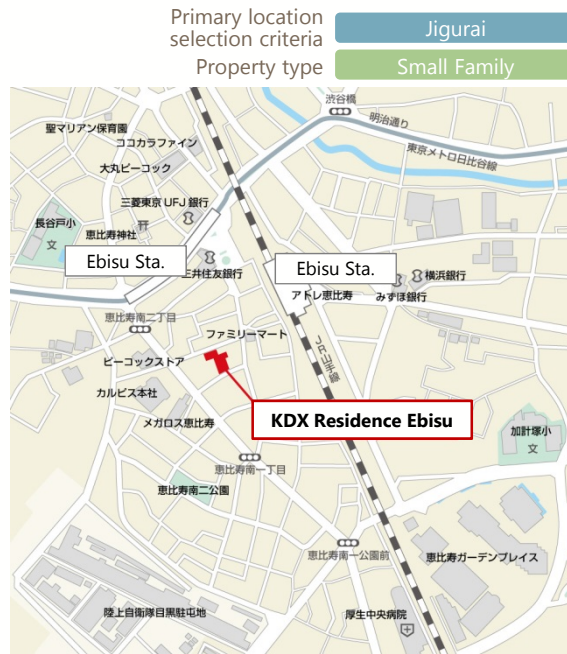 Primary location
selection criteria
Jigurai
Property type
Small Family
渋谷橋
明治通り
聖マリアン保育園
ココカラファイン
東京メトロ日比谷線
大丸ピーコック
三菱東京UFJ銀行
長谷戸小
文
恵比寿神社
Ebisu Sta.
三井住友銀行
Ebisu Sta.
横浜銀行
アトレ恵比寿
みずほ銀行
恵比寿南二丁目
ファミリーマート
JR山手線
ピーコックストア
カルピス本社
KDX Residence Ebisu
メガロス恵比寿
加計塚小
文
恵比寿南一丁目
恵比寿南二公園
恵比寿南一公園前
恵比寿ガーデンプレイス
陸上自衛隊目黒駐屯地
厚生中央病院